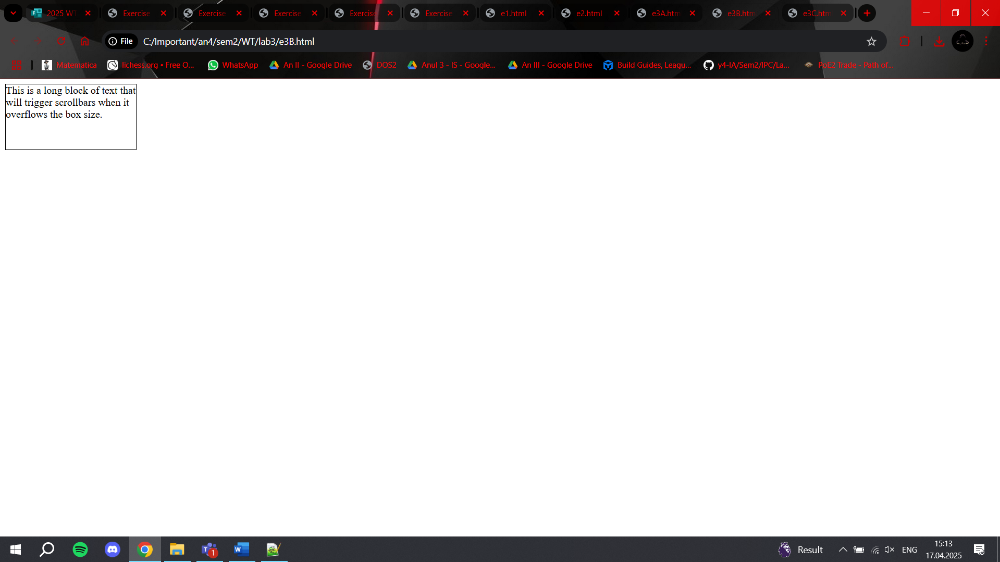 2025 WT
Exercise
Exercise
Exercise
Exercise
Exercise
e1.html
e2.html
e3A.htm
e3B.htm
e3C.htm
File
C:/Important/an4/sem2/WT/lab3/e3B.html
Matematica
lichess.org • Free O...
WhatsApp
An II - Google Drive
DOS2
Anul 3 - IS - Google...
An III - Google Drive
Build Guides, Leagu...
y4-IA/Sem2/IPC/La...
PoE2 Trade - Path of...
This is a long block of text that
will trigger scrollbars when it
overflows the box size.
1
Result
ENG
15:13
17.04.2025